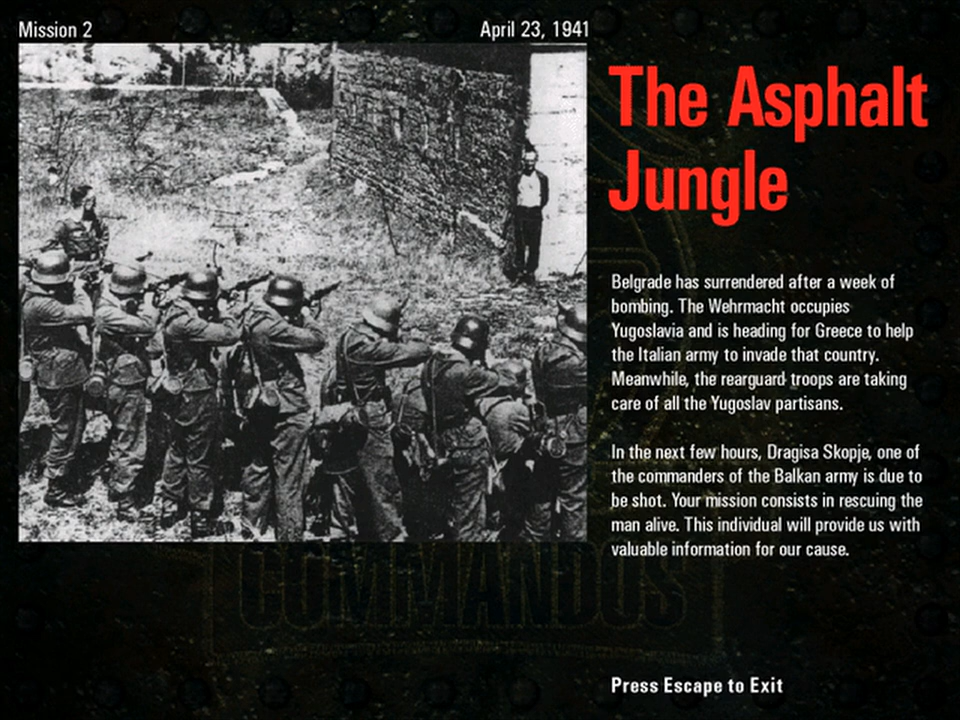 Mission 2
April 23, 1941
The Asphalt
Jungle
Belgrade has surrendered after a week of
bombing. The Wehrmacht occupies
Yugoslavia and is heading for Greece to help
the Italian army to invade that country.
Meanwhile, the rearguard troops are taking
care of all the Yugoslav partisans.
In the next few hours, Dragisa Skopje, one of
the commanders of the Balkan army is due to
be shot. Your mission consists in rescuing the
man alive. This individual will provide us with
valuable information for our cause.
COMMANDOS
Press Escape to Exit